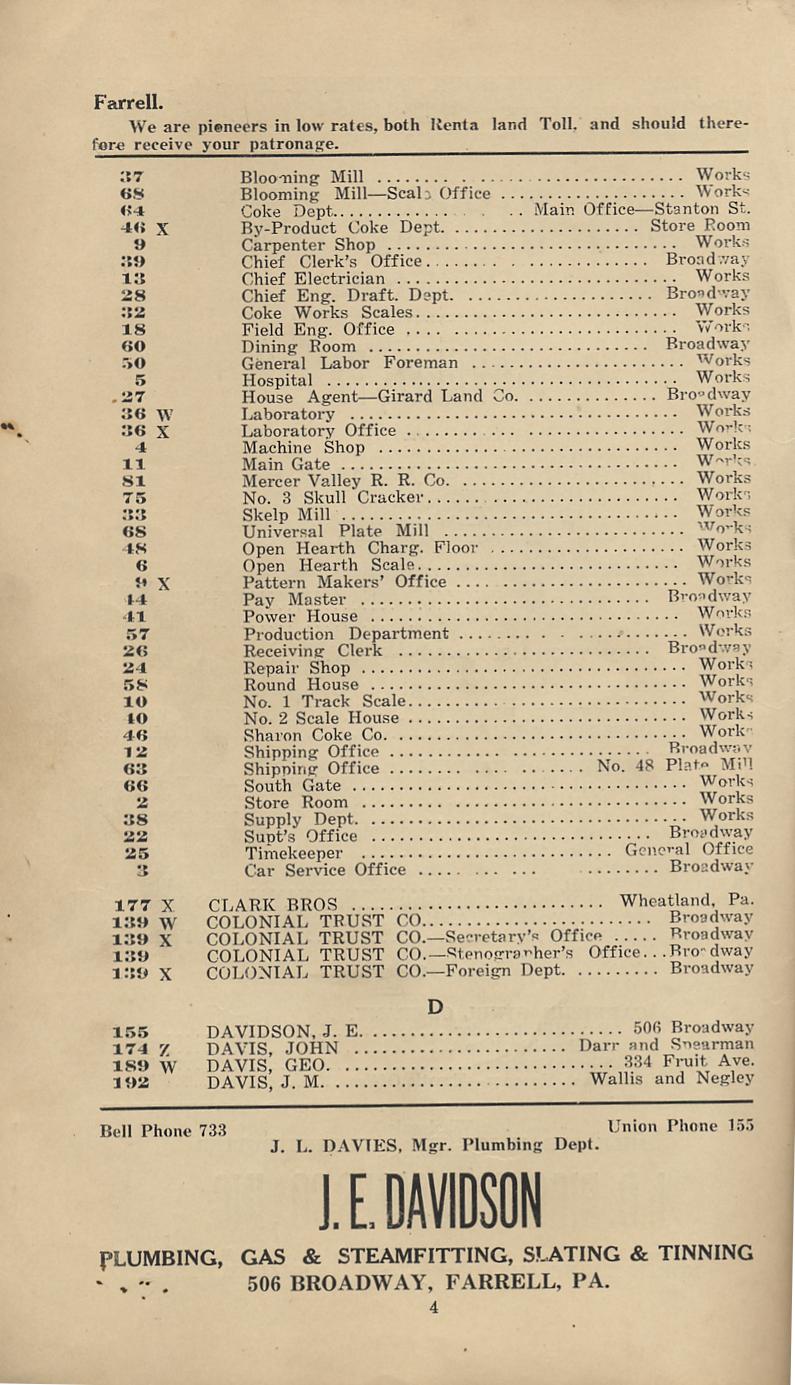 Farrell.
We are pioneers in low rates, both Renta land Toll, and should there-
fore receive your patronage.
37 Blooming Mill ........ Works
68 Blooming Mill—Scale Office ........ Works
64 Coke Dept. ........ Main Office—Stanton St.
46 X By-Product Coke Dept. ........ Store Room
9 Carpenter Shop ........ Works
39 Chief Clerk's Office ........ Broadway
13 Chief Electrician ........ Works
28 Chief Eng. Draft. Dept. ........ Broadway
32 Coke Works Scales ........ Works
18 Field Eng. Office ........ Works
60 Dining Room ........ Broadway
50 General Labor Foreman ........ Works
5 Hospital ........ Works
27 House Agent—Girard Land Co. ........ Broadway
36 W Laboratory ........ Works
36 X Laboratory Office ........ Works
4 Machine Shop ........ Works
11 Main Gate ........ Works
81 Mercer Valley R. R. Co. ........ Works
75 No. 3 Skull Cracker ........ Works
33 Skelp Mill ........ Works
68 Universal Plate Mill ........ Works
48 Open Hearth Charg. Floor ........ Works
6 Open Hearth Scale ........ Works
9 X Pattern Makers' Office ........ Works
44 Pay Master ........ Broadway
41 Power House ........ Works
57 Production Department ........ Works
26 Receiving Clerk ........ Broadway
24 Repair Shop ........ Works
58 Round House ........ Works
10 No. 1 Track Scale ........ Works
40 No. 2 Scale House ........ Works
46 Sharon Coke Co. ........ Work
12 Shipping Office ........ Broadway
63 Shipping Office ........ No. 48 Plate Mill
66 South Gate ........ Works
2 Store Room ........ Works
38 Supply Dept. ........ Works
22 Supt's Office ........ Broadway
25 Timekeeper ........ General Office
3 Car Service Office ........ Broadway
177 X CLARK BROS ........ Wheatland, Pa.
139 W COLONIAL TRUST CO. ........ Broadway
139 X COLONIAL TRUST CO.—Secretary's Office ..... Broadway
139 COLONIAL TRUST CO.—Stenographer's Office... Broadway
139 X COLONIAL TRUST CO.—Foreign Dept. ........ Broadway
D
155 DAVIDSON, J. E. ........ 506 Broadway
174 Z DAVIS, JOHN ........ Darr and Spearman
189 W DAVIS, GEO. ........ 334 Fruit Ave.
192 DAVIS, J. M. ........ Wallis and Negley
Bell Phone 733 Union Phone 155
J. L. DAVIES, Mgr. Plumbing Dept.
J. E. DAVIDSON
PLUMBING, GAS & STEAMFITTING, SLATING & TINNING
506 BROADWAY, FARRELL, PA.
4